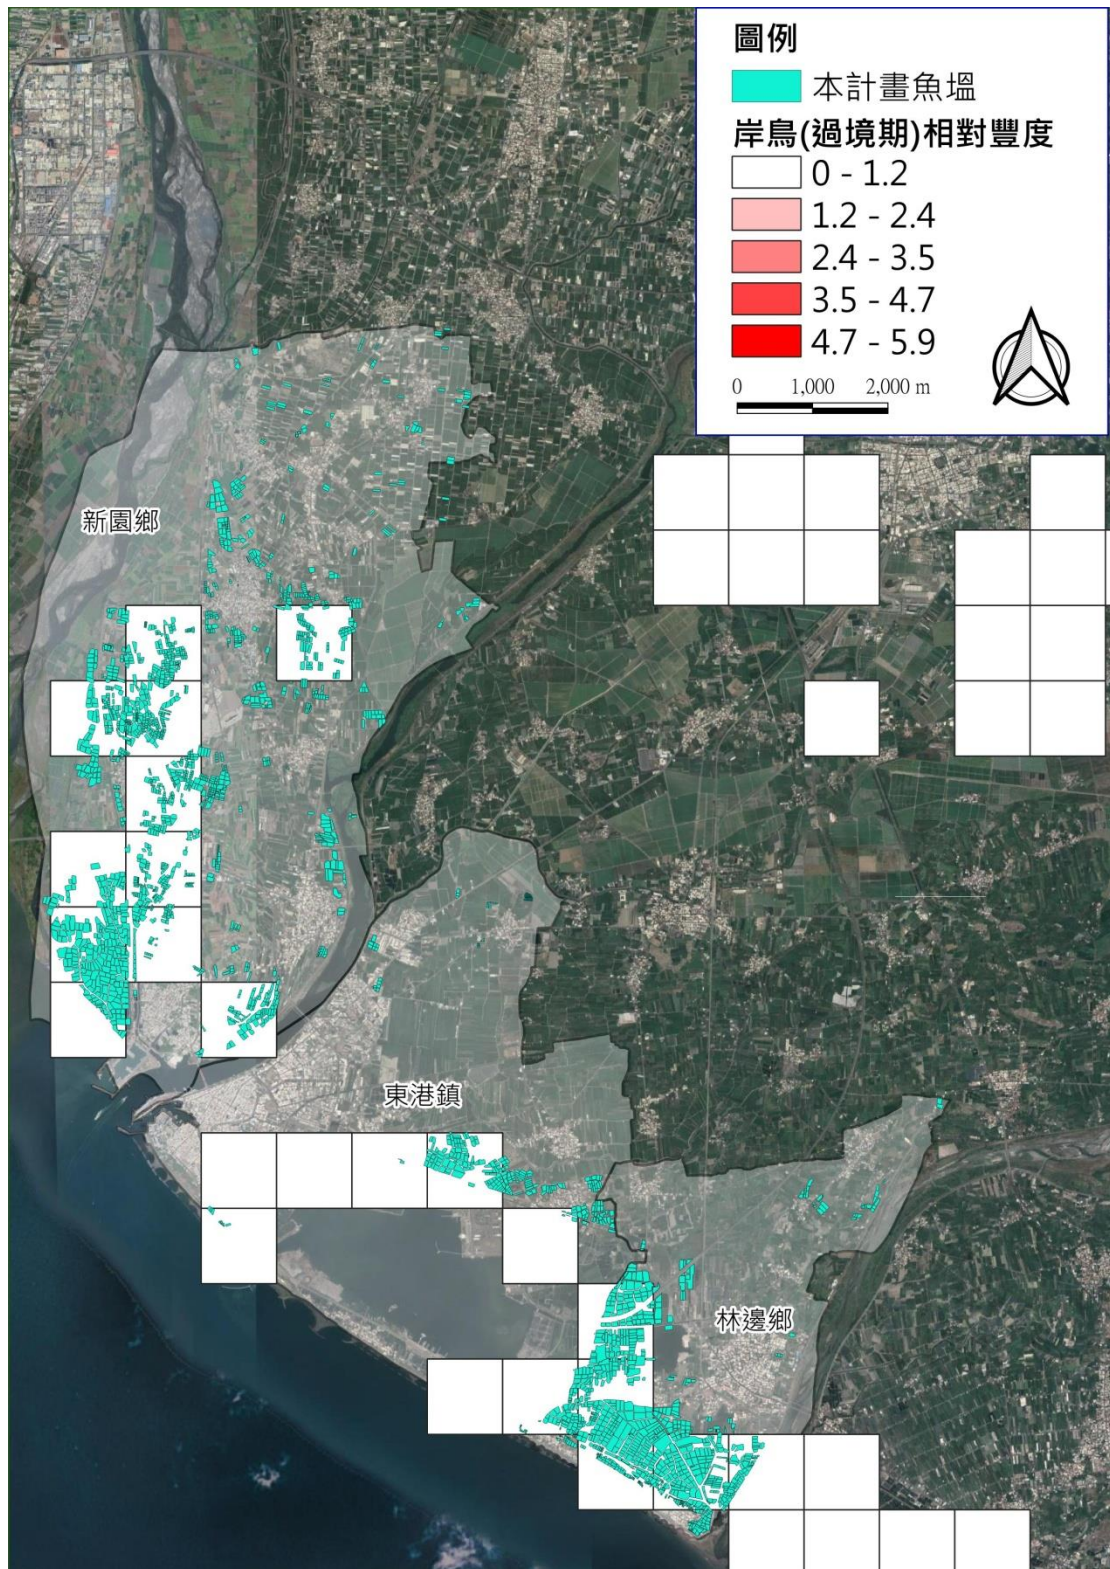 圖例
本計畫魚塭
岸鳥(過境期)相對豐度
0 - 1.2
1.2 - 2.4
2.4 - 3.5
3.5 - 4.7
4.7 - 5.9
0 1,000 2,000 m
新園鄉
東港鎮
林邊鄉